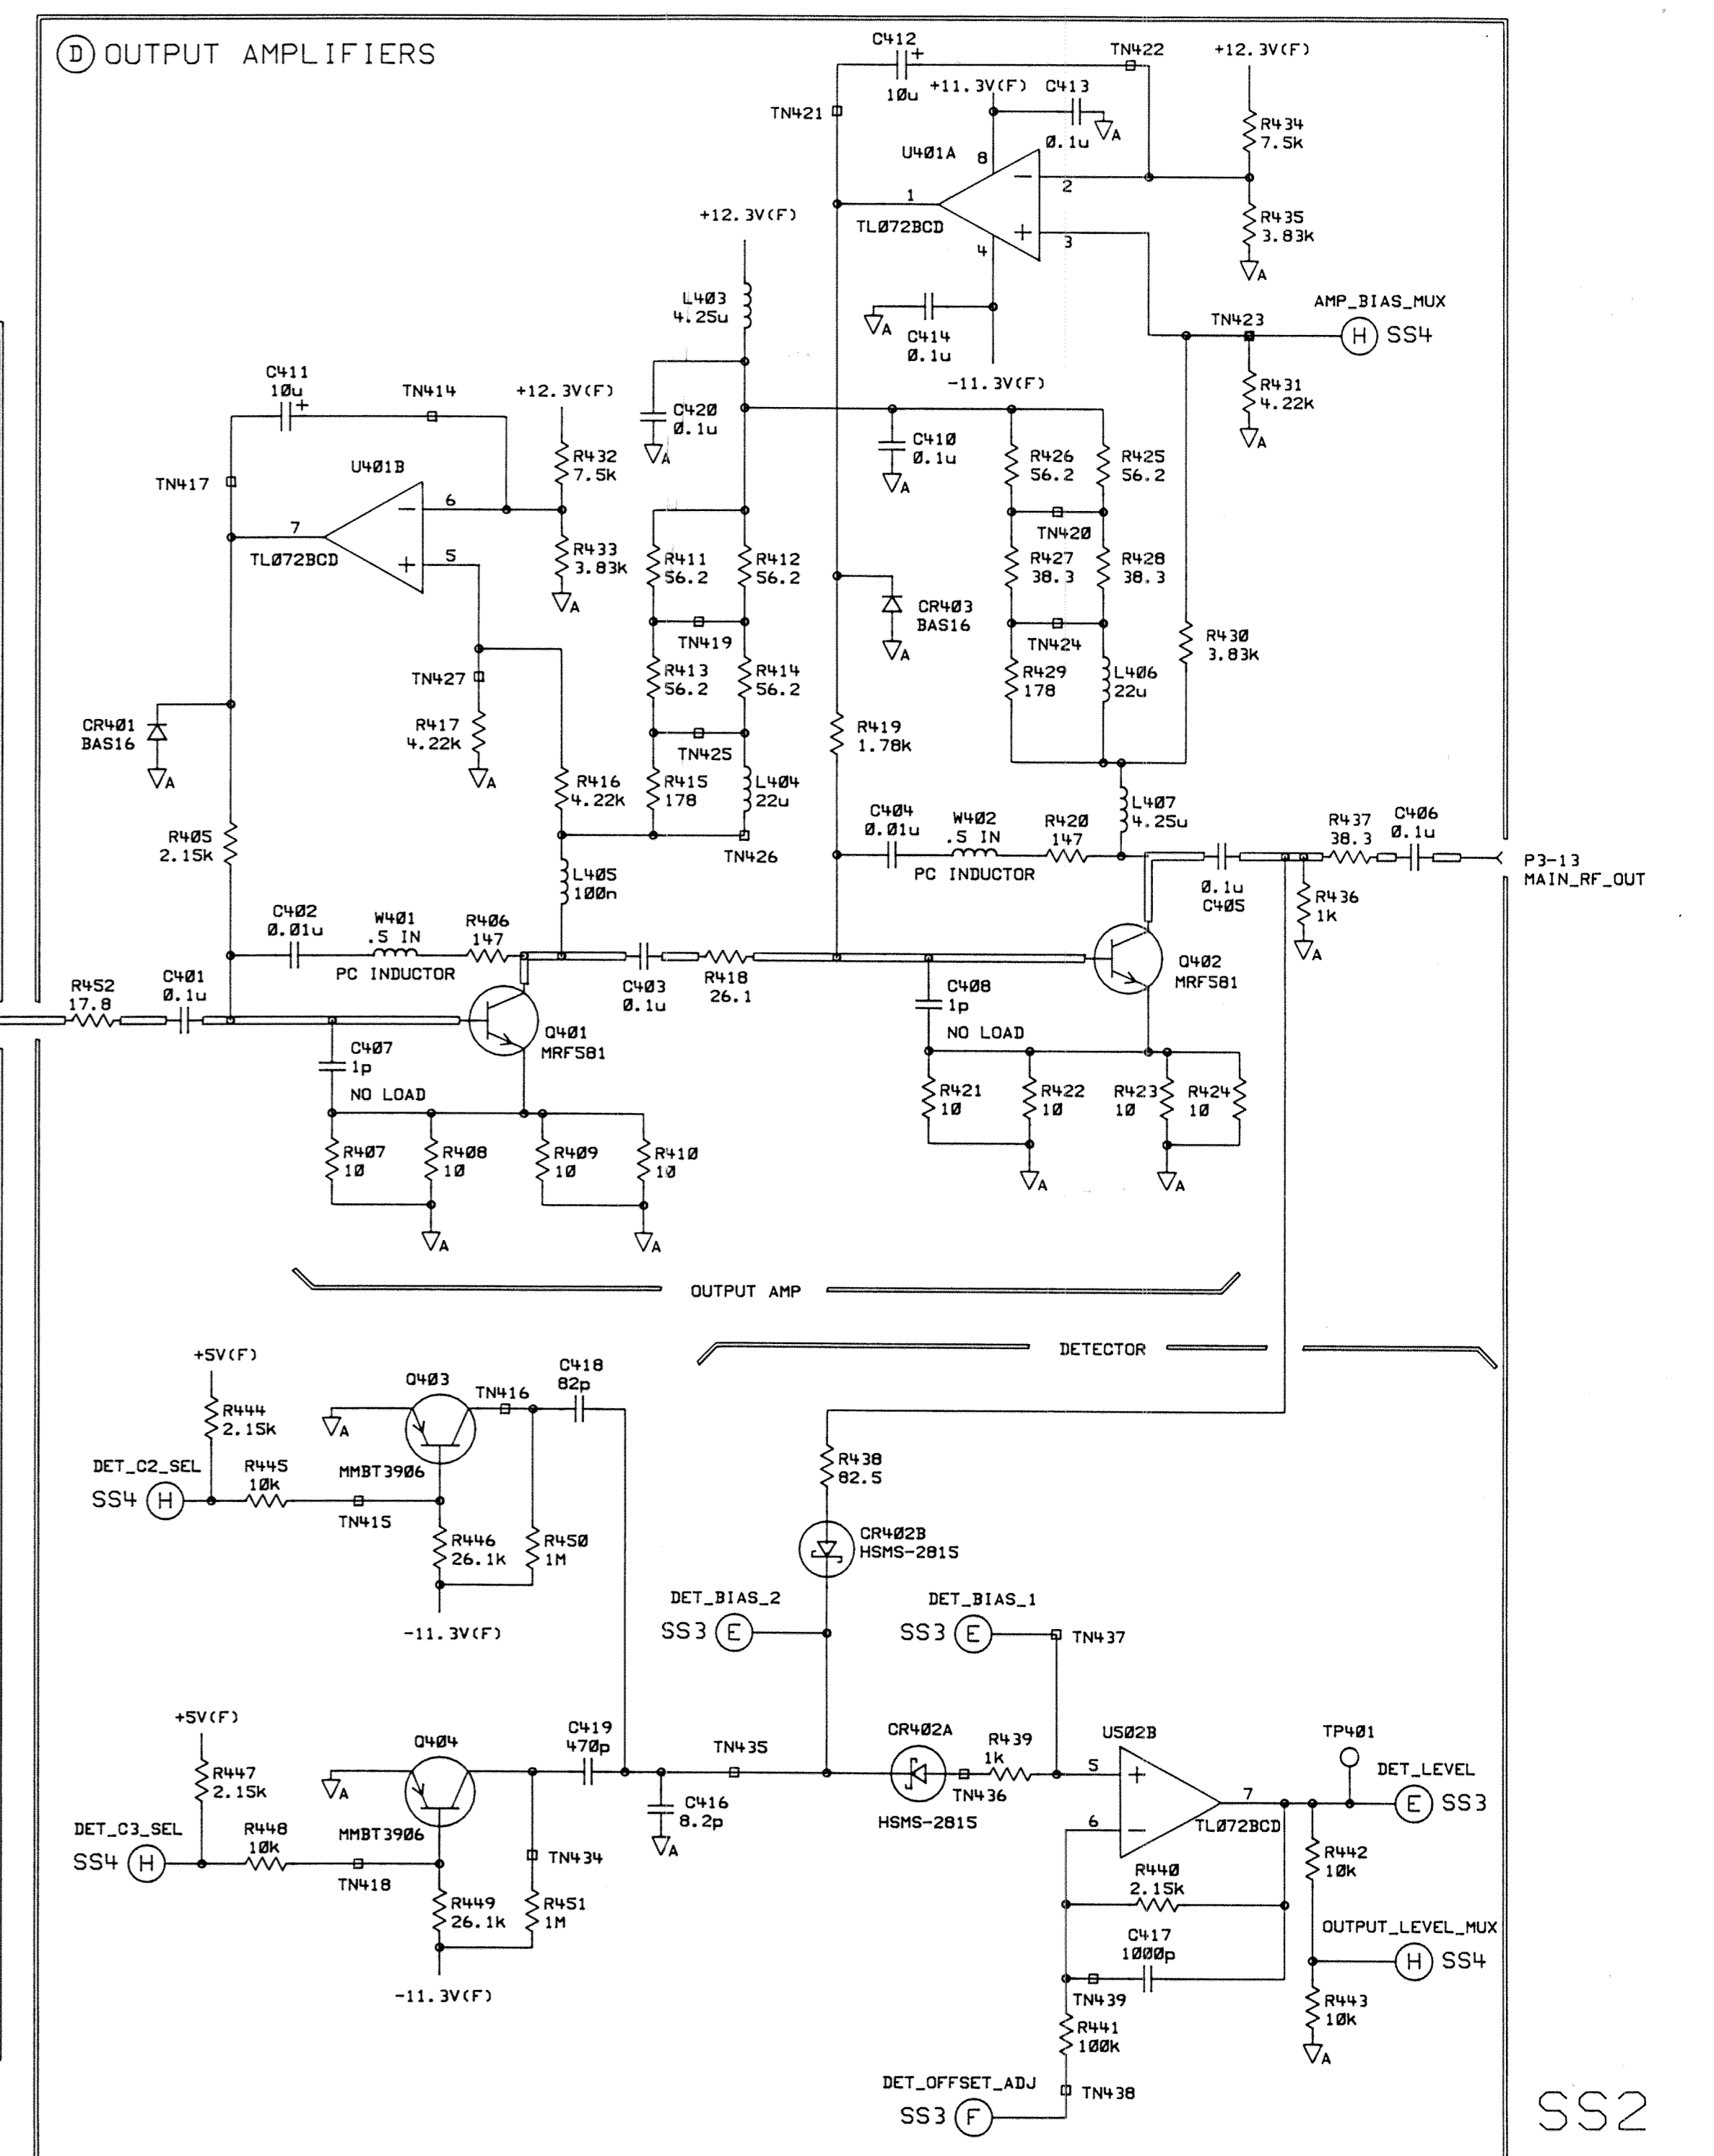 D OUTPUT AMPLIFIERS
C412
10u
+
TN422
+12.3V(F)
+11.3V(F)
C413
0.1u
A
TN421
R434
7.5k
U401A
8
2
1
TL072BCD
3
4
R435
3.83k
A
+12.3V(F)
L403
4.25u
A
C414
0.1u
-11.3V(F)
AMP_BIAS_MUX
TN423
H SS4
R431
4.22k
A
C411
10u
+
TN414
+12.3V(F)
C420
0.1u
A
C410
0.1u
A
R426
56.2
R425
56.2
TN417
U401B
R432
7.5k
6
7
TL072BCD
5
R433
3.83k
A
R411
56.2
R412
56.2
TN420
R427
38.3
R428
38.3
CR403
BAS16
A
TN419
TN424
R430
3.83k
TN427
R413
56.2
R414
56.2
R429
178
L406
22u
CR401
BAS16
A
R417
4.22k
A
TN425
R419
1.78k
R416
4.22k
R415
178
L404
22u
TN426
L407
4.25u
R405
2.15k
C404
0.01u
W402
.5 IN
PC INDUCTOR
R420
147
R437
38.3
C406
0.1u
P3-13
MAIN_RF_OUT
L405
100n
0.1u
C405
R436
1k
A
C402
0.01u
W401
.5 IN
PC INDUCTOR
R406
147
R452
17.8
C401
0.1u
C403
0.1u
R418
26.1
C408
1p
NO LOAD
Q402
MRF581
Q401
MRF581
C407
1p
NO LOAD
R421
10
R422
10
R423
10
R424
10
A
A
R407
10
R408
10
R409
10
R410
10
A
A
OUTPUT AMP
DETECTOR
+5V(F)
R444
2.15k
Q403
TN416
C418
82p
A
MMBT3906
DET_C2_SEL
SS4 H
R445
10k
TN415
R446
26.1k
R450
1M
-11.3V(F)
R438
82.5
CR402B
HSMS-2815
DET_BIAS_2
SS3 E
DET_BIAS_1
SS3 E
TN437
+5V(F)
R447
2.15k
Q404
A
MMBT3906
C419
470p
TN435
C416
8.2p
A
CR402A
HSMS-2815
R439
1k
TN436
U502B
5
6
7
TL072BCD
TP401
DET_LEVEL
E SS3
DET_C3_SEL
SS4 H
R448
10k
TN418
TN434
R449
26.1k
R451
1M
-11.3V(F)
R440
2.15k
R442
10k
C417
1000p
OUTPUT_LEVEL_MUX
H SS4
TN439
R441
100k
R443
10k
A
DET_OFFSET_ADJ
SS3 F
TN438
SS2